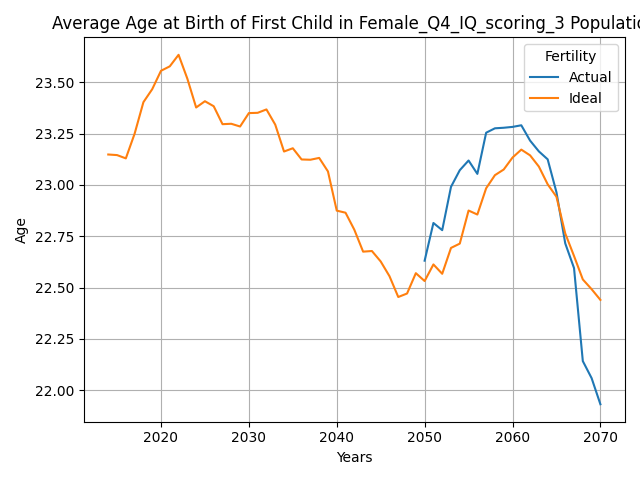 Average Age at Birth of First Child in Female_Q4_IQ_scoring_3 Populati
Fertility
Actual
Ideal
23.50
23.25
23.00
22.75
22.50
22.25
22.00
Age
2020
2030
2040
2050
2060
2070
Years